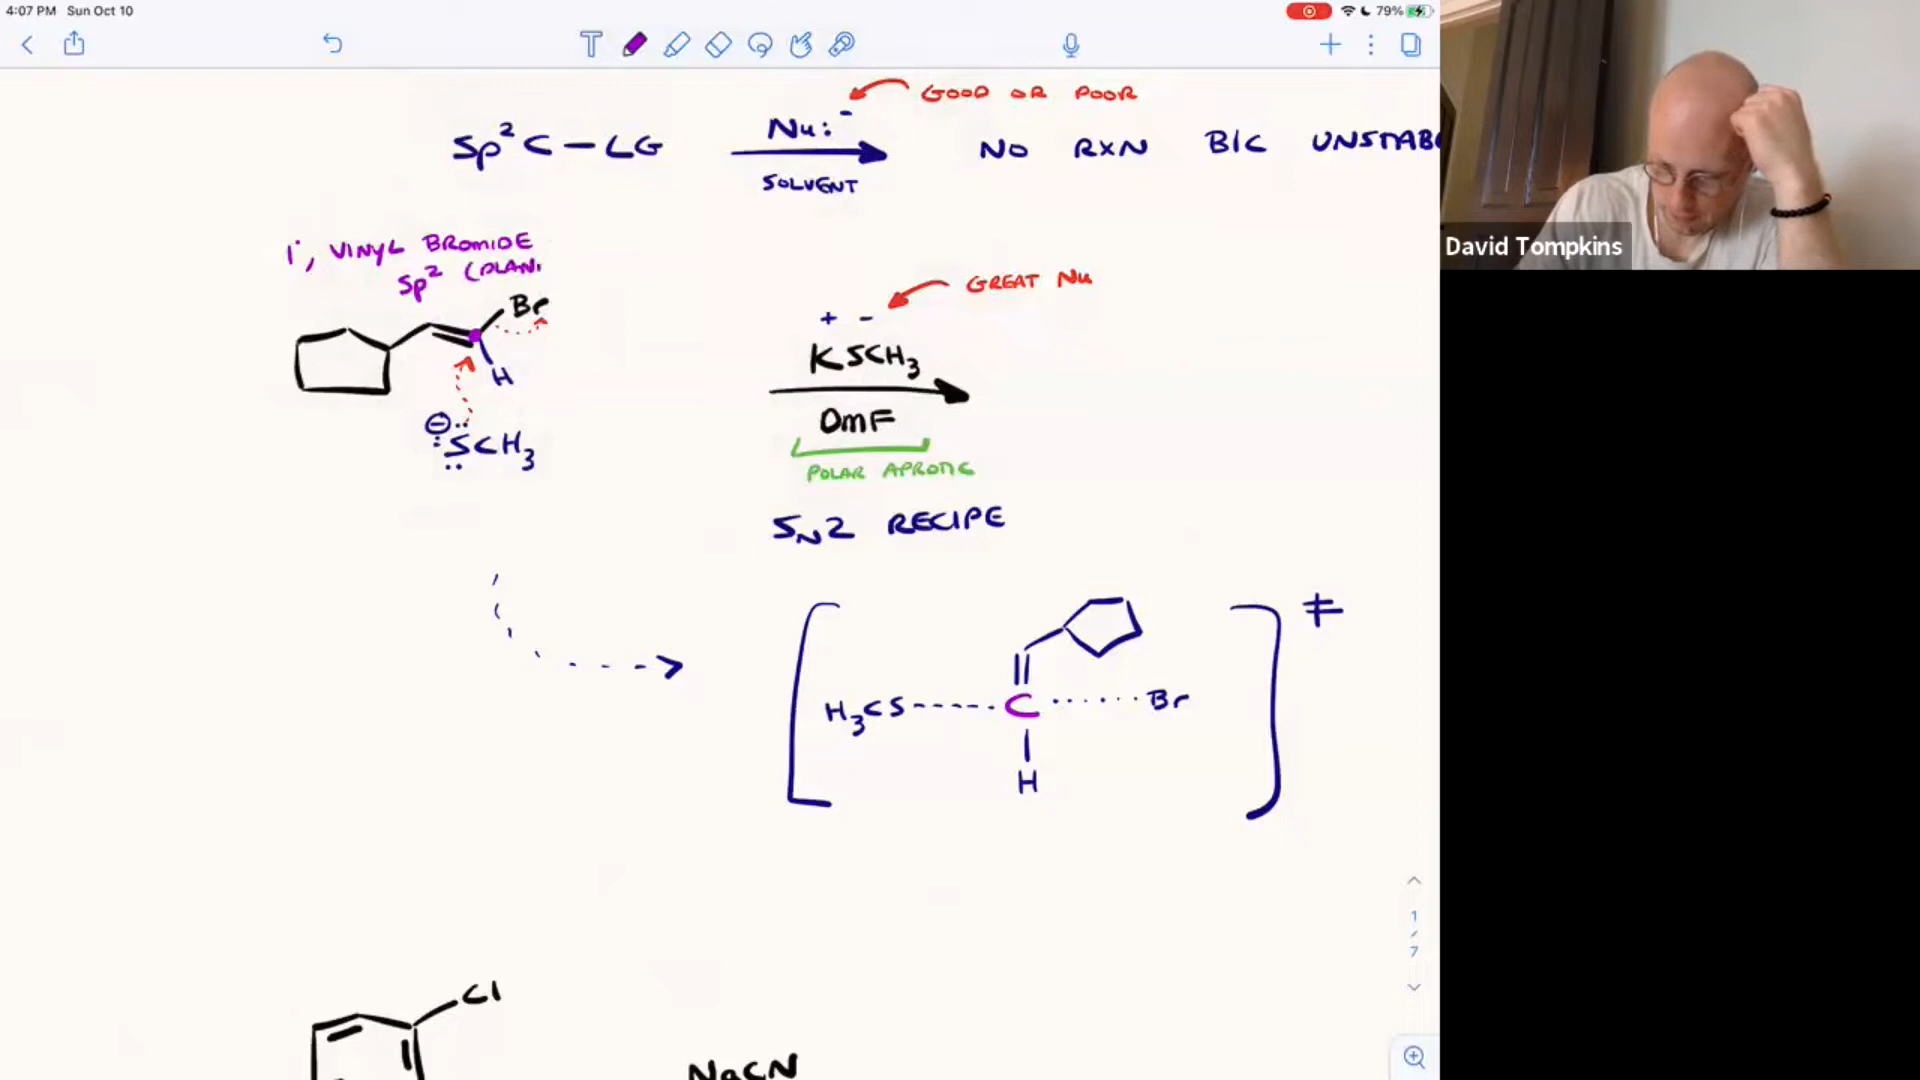 4:07 PM Sun Oct 10
79%
GOOD OR POOR
Sp²C – LG
Nu:⁻
SOLVENT
NO RXN B/C UNSTAB
David Tompkins
1°, VINYL BROMIDE
Sp² (PLAN
Br
H
⊖
:SCH₃
GREAT Nu
+ −
KSCH₃
DMF
POLAR APROTIC
SN2 RECIPE
‡
H₃CS C Br
H
Cl
NaCN
1
/
7